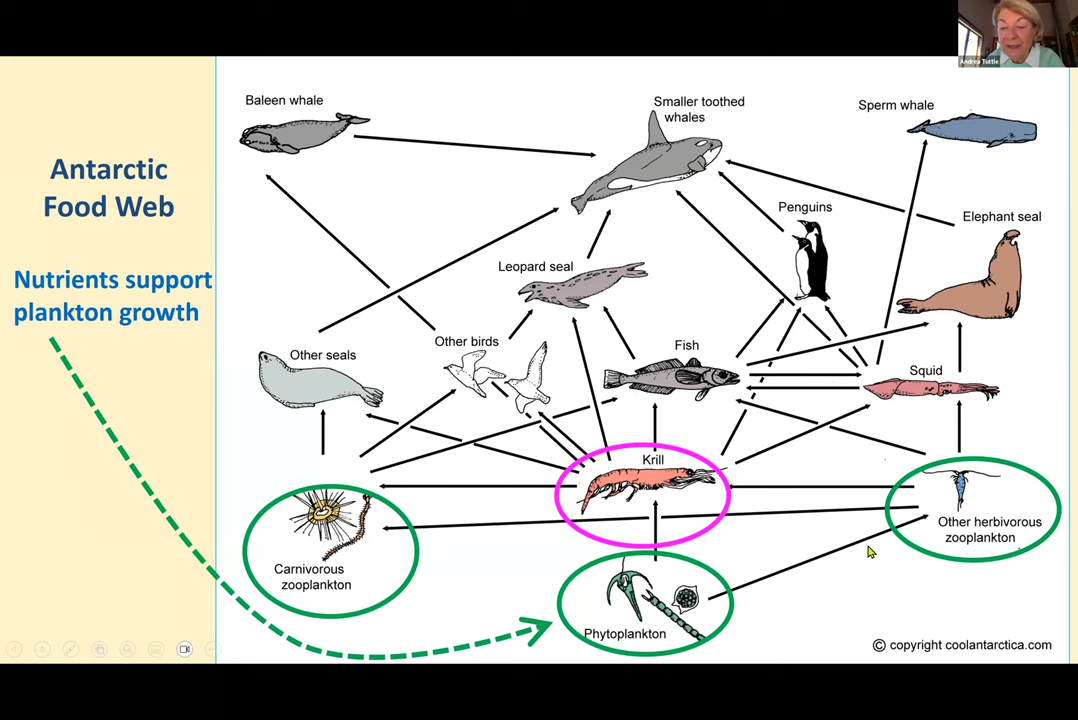 Andrea Tuttle
Antarctic
Food Web
Nutrients support
plankton growth
Baleen whale
Smaller toothed
whales
Sperm whale
Penguins
Elephant seal
Leopard seal
Other seals
Other birds
Fish
Squid
Krill
Carnivorous
zooplankton
Phytoplankton
Other herbivorous
zooplankton
© copyright coolantarctica.com